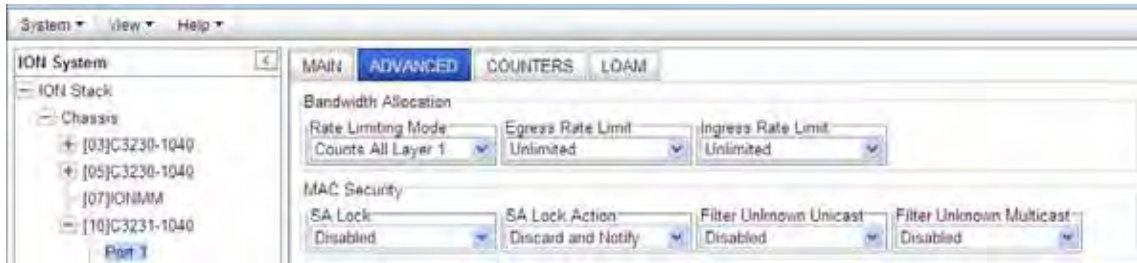 System View Help
ION System
ION Stack
Chassis
[03]C3230-1040
[05]C3230-1040
[07]IONMM
[10]C3231-1040
Port 1
MAIN ADVANCED COUNTERS LOAM
Bandwidth Allocation
Rate Limiting Mode Egress Rate Limit Ingress Rate Limit
Counts All Layer 1 Unlimited Unlimited
MAC Security
SA Lock SA Lock Action Filter Unknown Unicast Filter Unknown Multicast
Disabled Discard and Notify Disabled Disabled